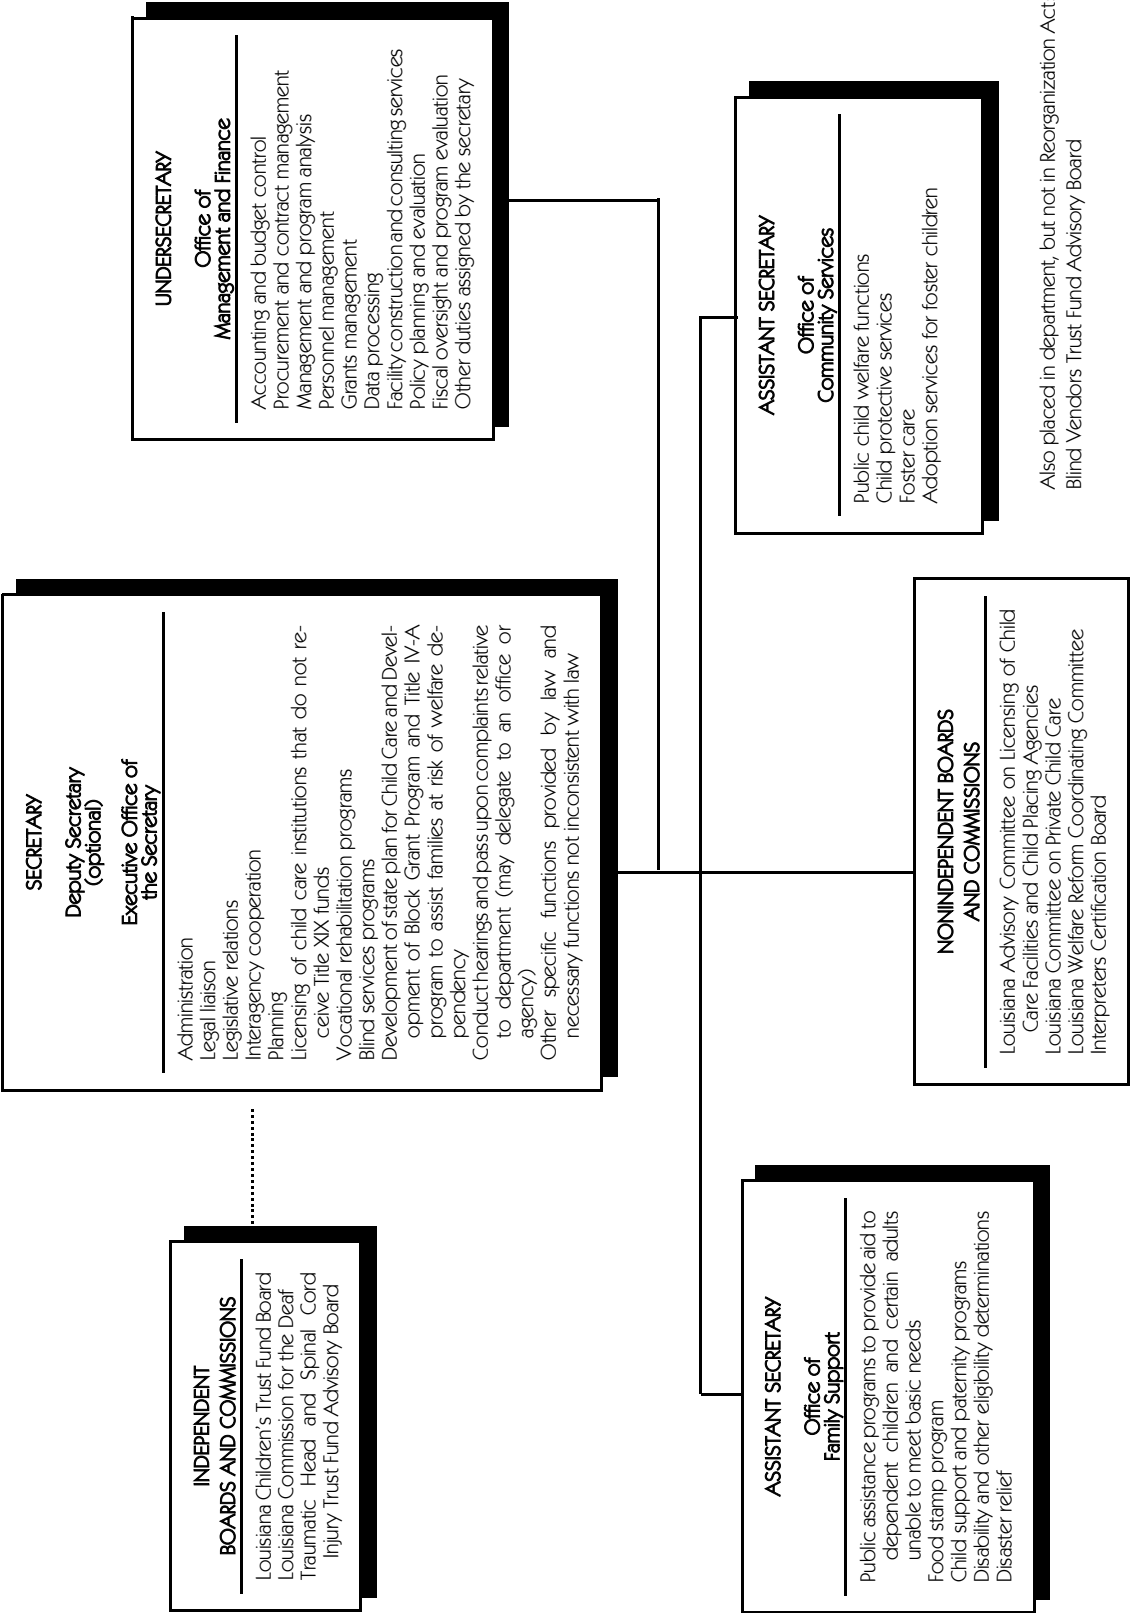 INDEPENDENT
BOARDS AND COMMISSIONS
Louisiana Children's Trust Fund Board
Louisiana Commission for the Deaf
Traumatic Head and Spinal Cord
Injury Trust Fund Advisory Board
SECRETARY
Deputy Secretary
(optional)
Executive Office of
the Secretary
Administration
Legal liaison
Legislative relations
Interagency cooperation
Planning
Licensing of child care institutions that do not re-
ceive Title XIX funds
Vocational rehabilitation programs
Blind services programs
Development of state plan for Child Care and Devel-
opment of Block Grant Program and Title IV-A
program to assist families at risk of welfare de-
pendency
Conduct hearings and pass upon complaints relative
to department (may delegate to an office or
agency)
Other specific functions provided by law and
necessary functions not inconsistent with law
UNDERSECRETARY
Office of
Management and Finance
Accounting and budget control
Procurement and contract management
Management and program analysis
Personnel management
Grants management
Data processing
Facility construction and consulting services
Policy planning and evaluation
Fiscal oversight and program evaluation
Other duties assigned by the secretary
ASSISTANT SECRETARY
Office of
Family Support
Public assistance programs to provide aid to
dependent children and certain adults
unable to meet basic needs
Food stamp program
Child support and paternity programs
Disability and other eligibility determinations
Disaster relief
NONINDEPENDENT BOARDS
AND COMMISSIONS
Louisiana Advisory Committee on Licensing of Child
Care Facilities and Child Placing Agencies
Louisiana Committee on Private Child Care
Louisiana Welfare Reform Coordinating Committee
Interpreters Certification Board
ASSISTANT SECRETARY
Office of
Community Services
Public child welfare functions
Child protective services
Foster care
Adoption services for foster children
Also placed in department, but not in Reorganization Act
Blind Vendors Trust Fund Advisory Board